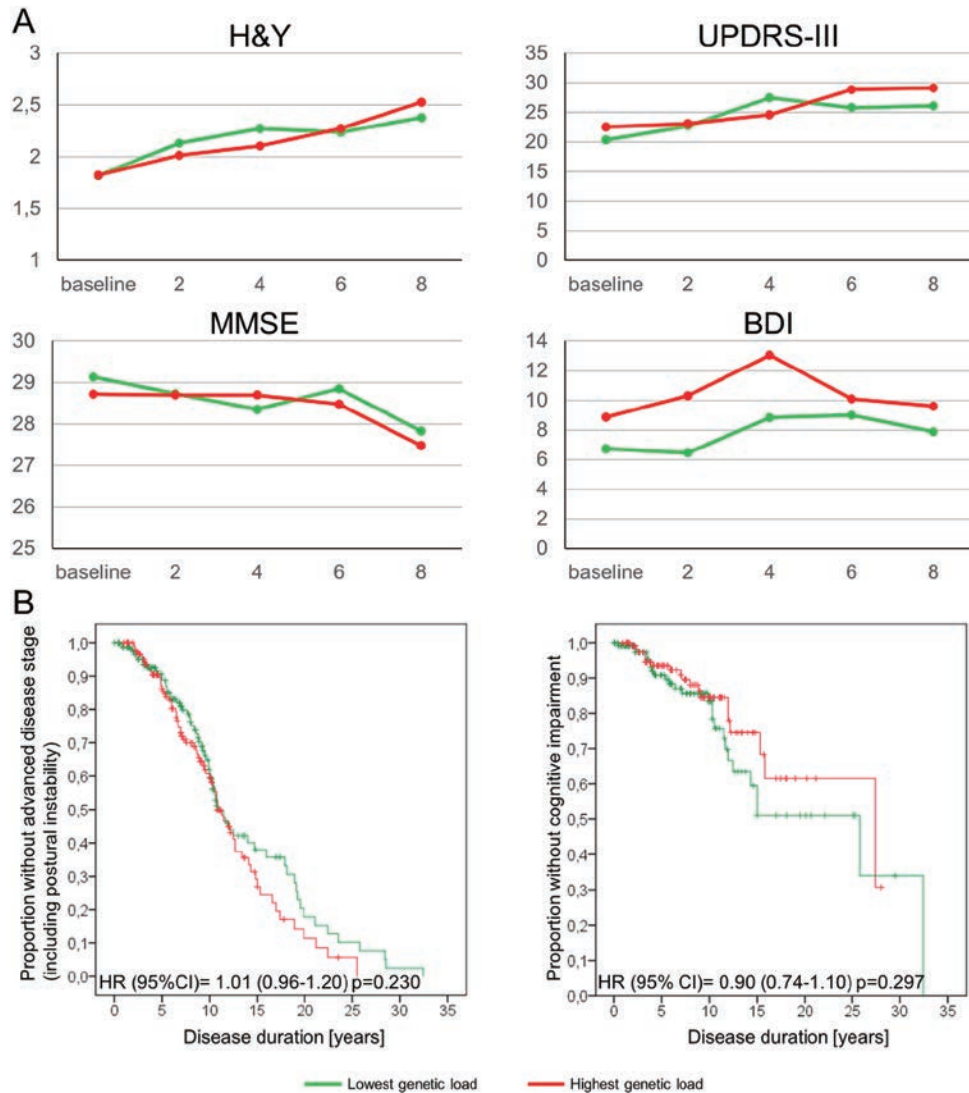 A
H&Y
3
2,5
2
1,5
1
baseline 2 4 6 8
UPDRS-III
35
30
25
20
15
10
5
0
baseline 2 4 6 8
MMSE
30
29
28
27
26
25
baseline 2 4 6 8
BDI
14
12
10
8
6
4
2
0
baseline 2 4 6 8
B
Proportion without advanced disease stage
(including postural instability)
1,0
0,9
0,8
0,7
0,6
0,5
0,4
0,3
0,2
0,1
0,0
HR (95%CI)= 1.01 (0.96-1.20) p=0.230
0 5 10 15 20 25 30 35
Disease duration [years]
Proportion without cognitive impairment
1,0
0,9
0,8
0,7
0,6
0,5
0,4
0,3
0,2
0,1
0,0
HR (95% CI)= 0.90 (0.74-1.10) p=0.297
0 5 10 15 20 25 30 35
Disease duration [years]
Lowest genetic load Highest genetic load